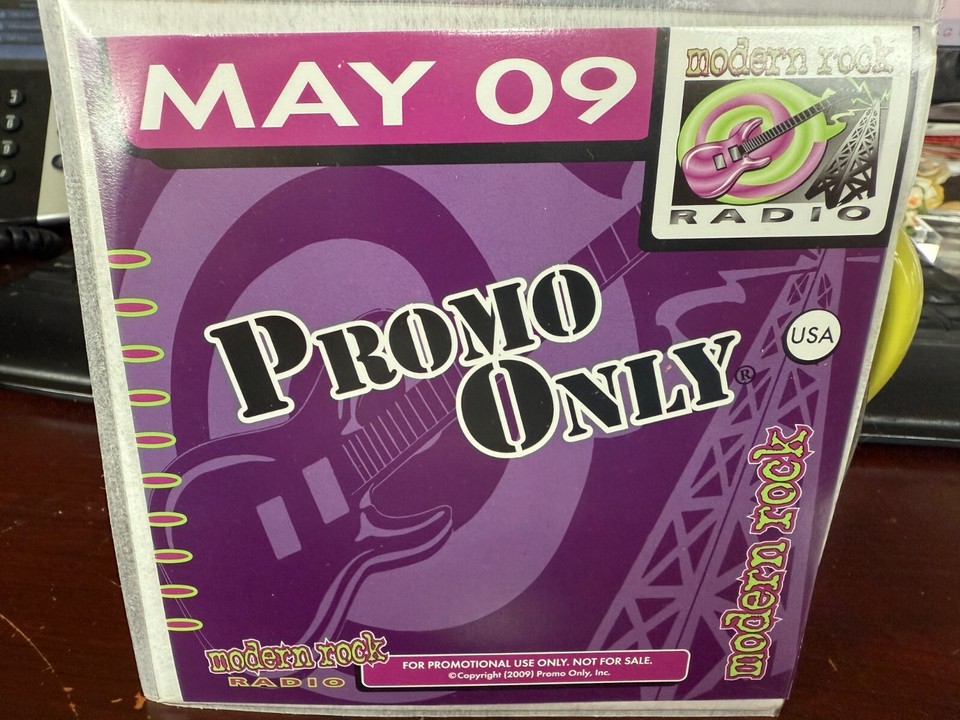 MAY 09
modern rock
RADIO
PROMO
ONLY®
USA
modern rock
modern rock
RADIO
FOR PROMOTIONAL USE ONLY. NOT FOR SALE.
©Copyright (2009) Promo Only, Inc.